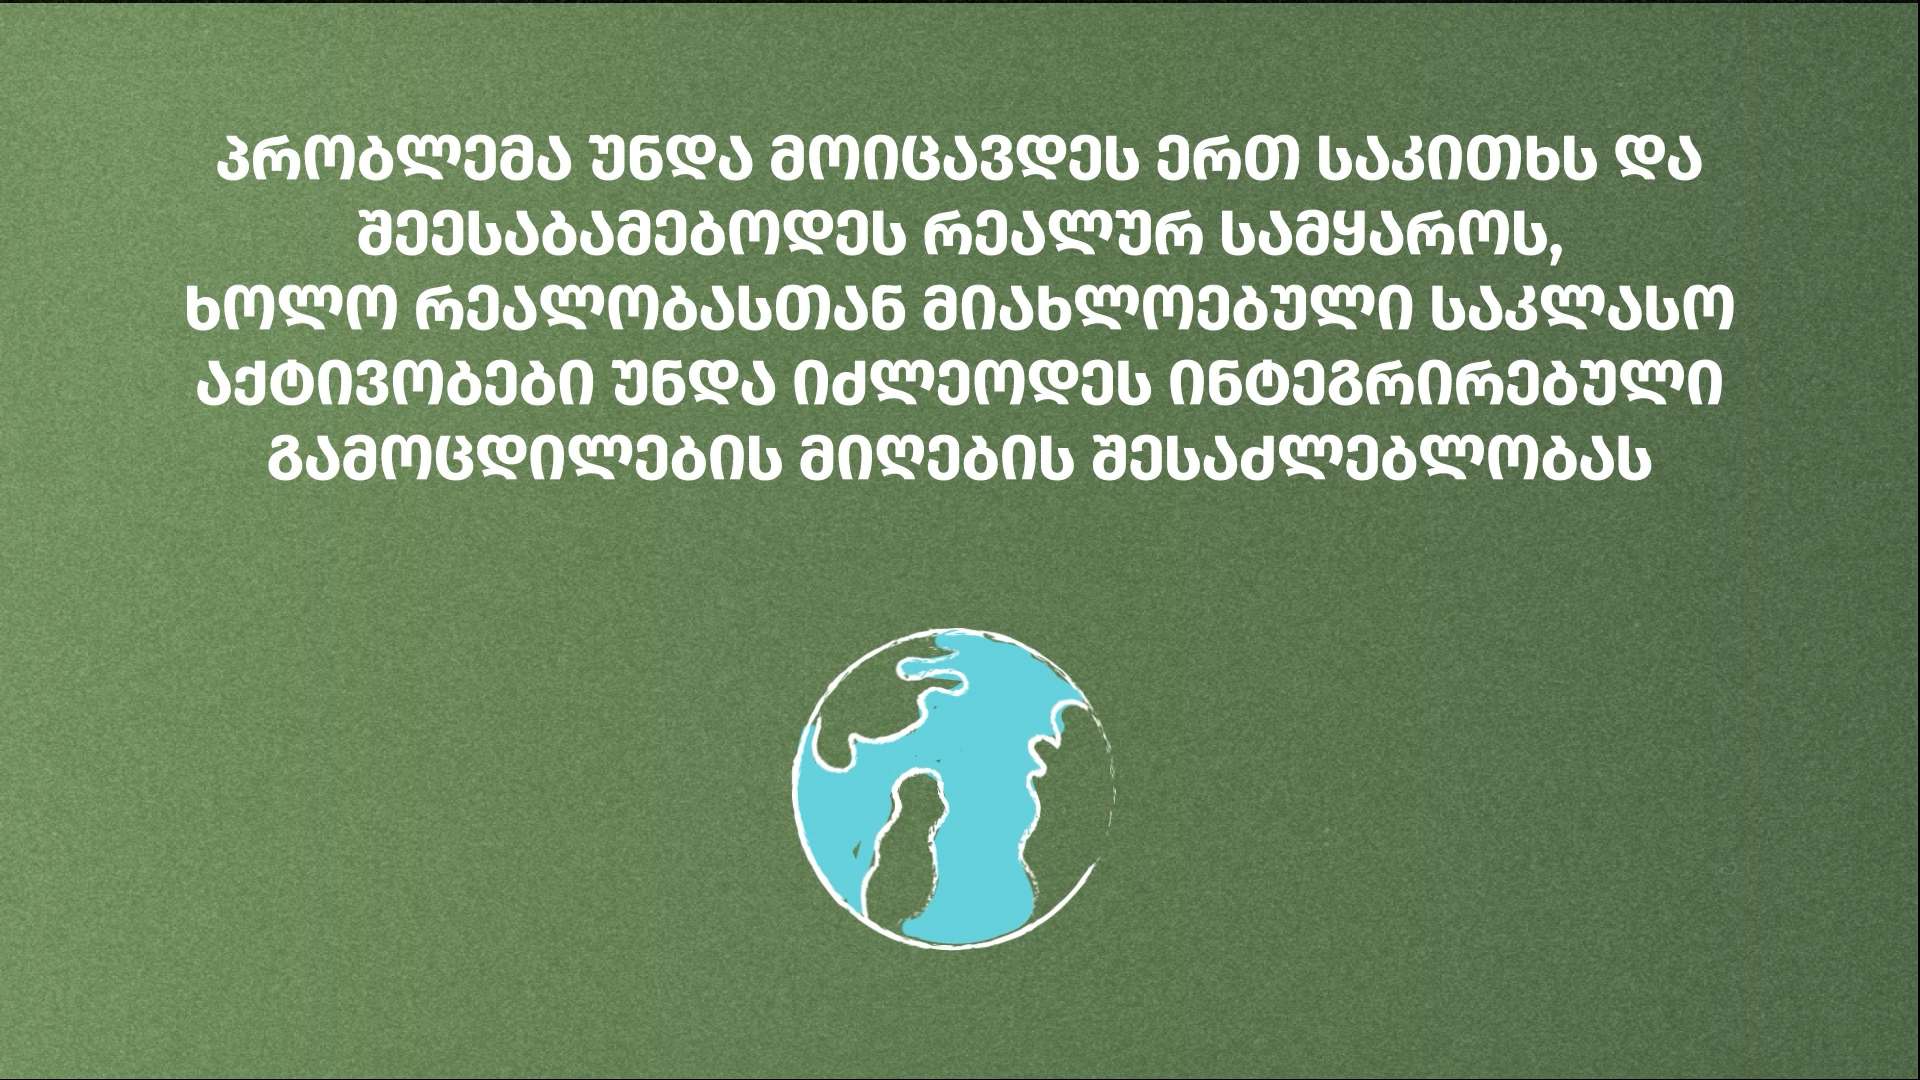 პრობლემა უნდა მოიცავდეს ერთ საკითხს და
შეესაბამებოდეს რეალურ სამყაროს,
ხოლო რეალობასთან მიახლოებული საკლასო
აქტივობები უნდა იძლეოდეს ინტეგრირებული
გამოცდილების მიღების შესაძლებლობას